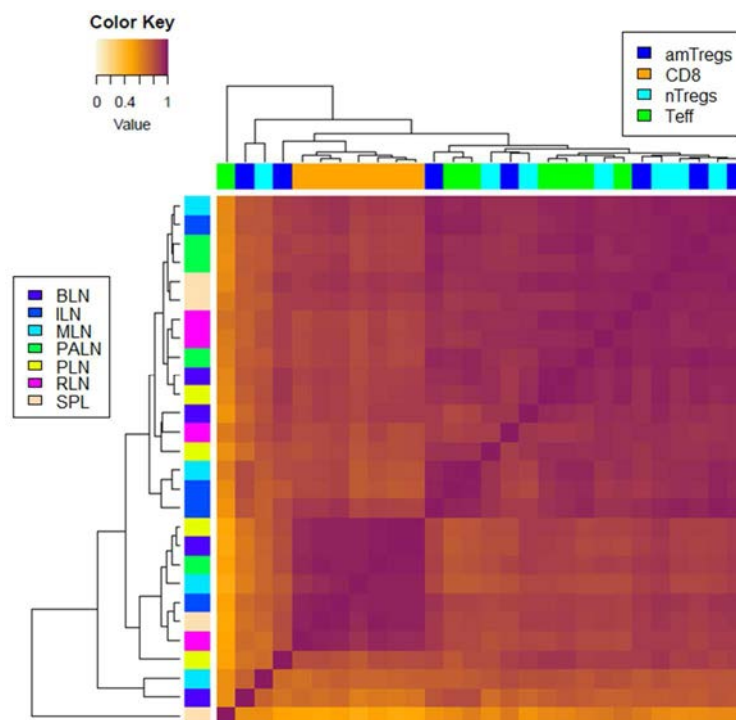 Color Key
0 0.4 1
Value
amTregs
CD8
nTregs
Teff
BLN
ILN
MLN
PALN
PLN
RLN
SPL